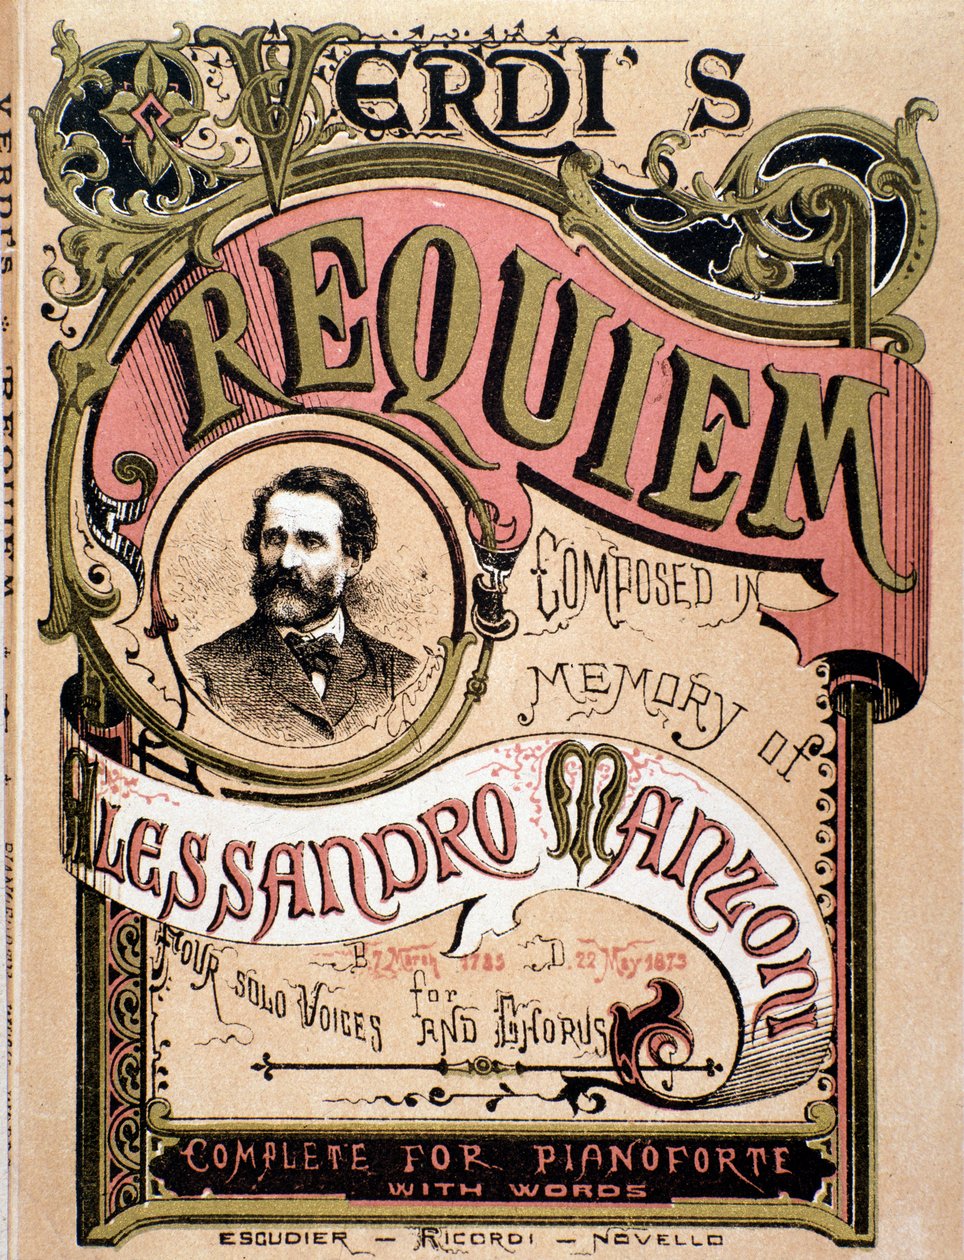 VERDI'S
REQUIEM
COMPOSED IN
MEMORY of
ALESSANDRO MANZONI
B. 7 March 1785 D. 22 May 1873
for
FOUR SOLO VOICES AND CHORUS
COMPLETE FOR PIANOFORTE
WITH WORDS
ESCUDIER – RICORDI – NOVELLO
VERDI'S REQUIEM